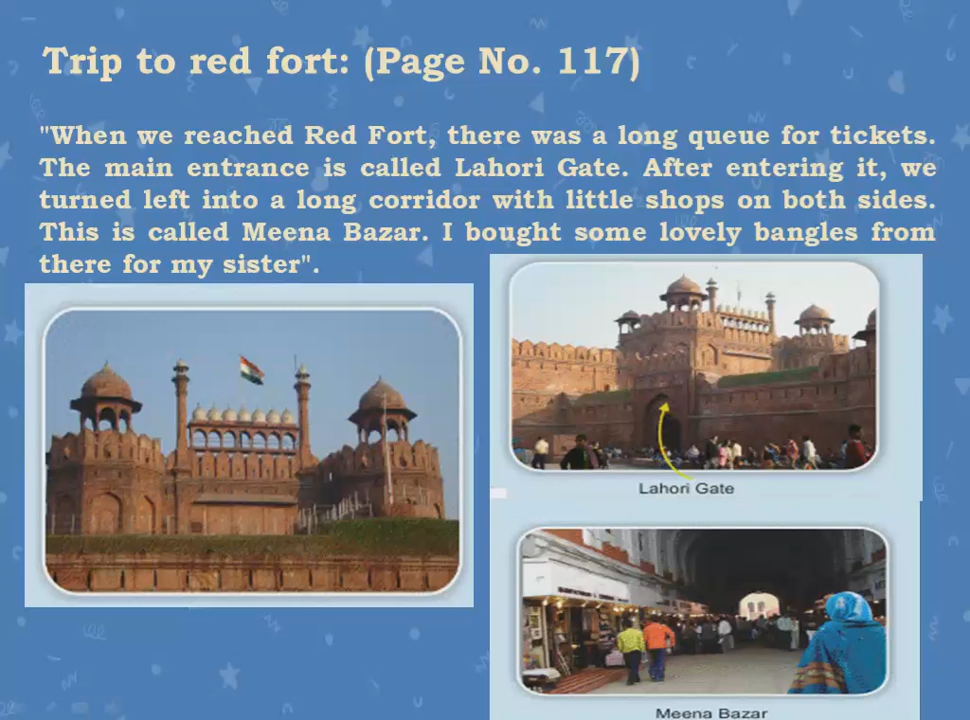 Trip to red fort: (Page No. 117)
"When we reached Red Fort, there was a long queue for tickets.
The main entrance is called Lahori Gate. After entering it, we
turned left into a long corridor with little shops on both sides.
This is called Meena Bazar. I bought some lovely bangles from
there for my sister".
Lahori Gate
Meena Bazar